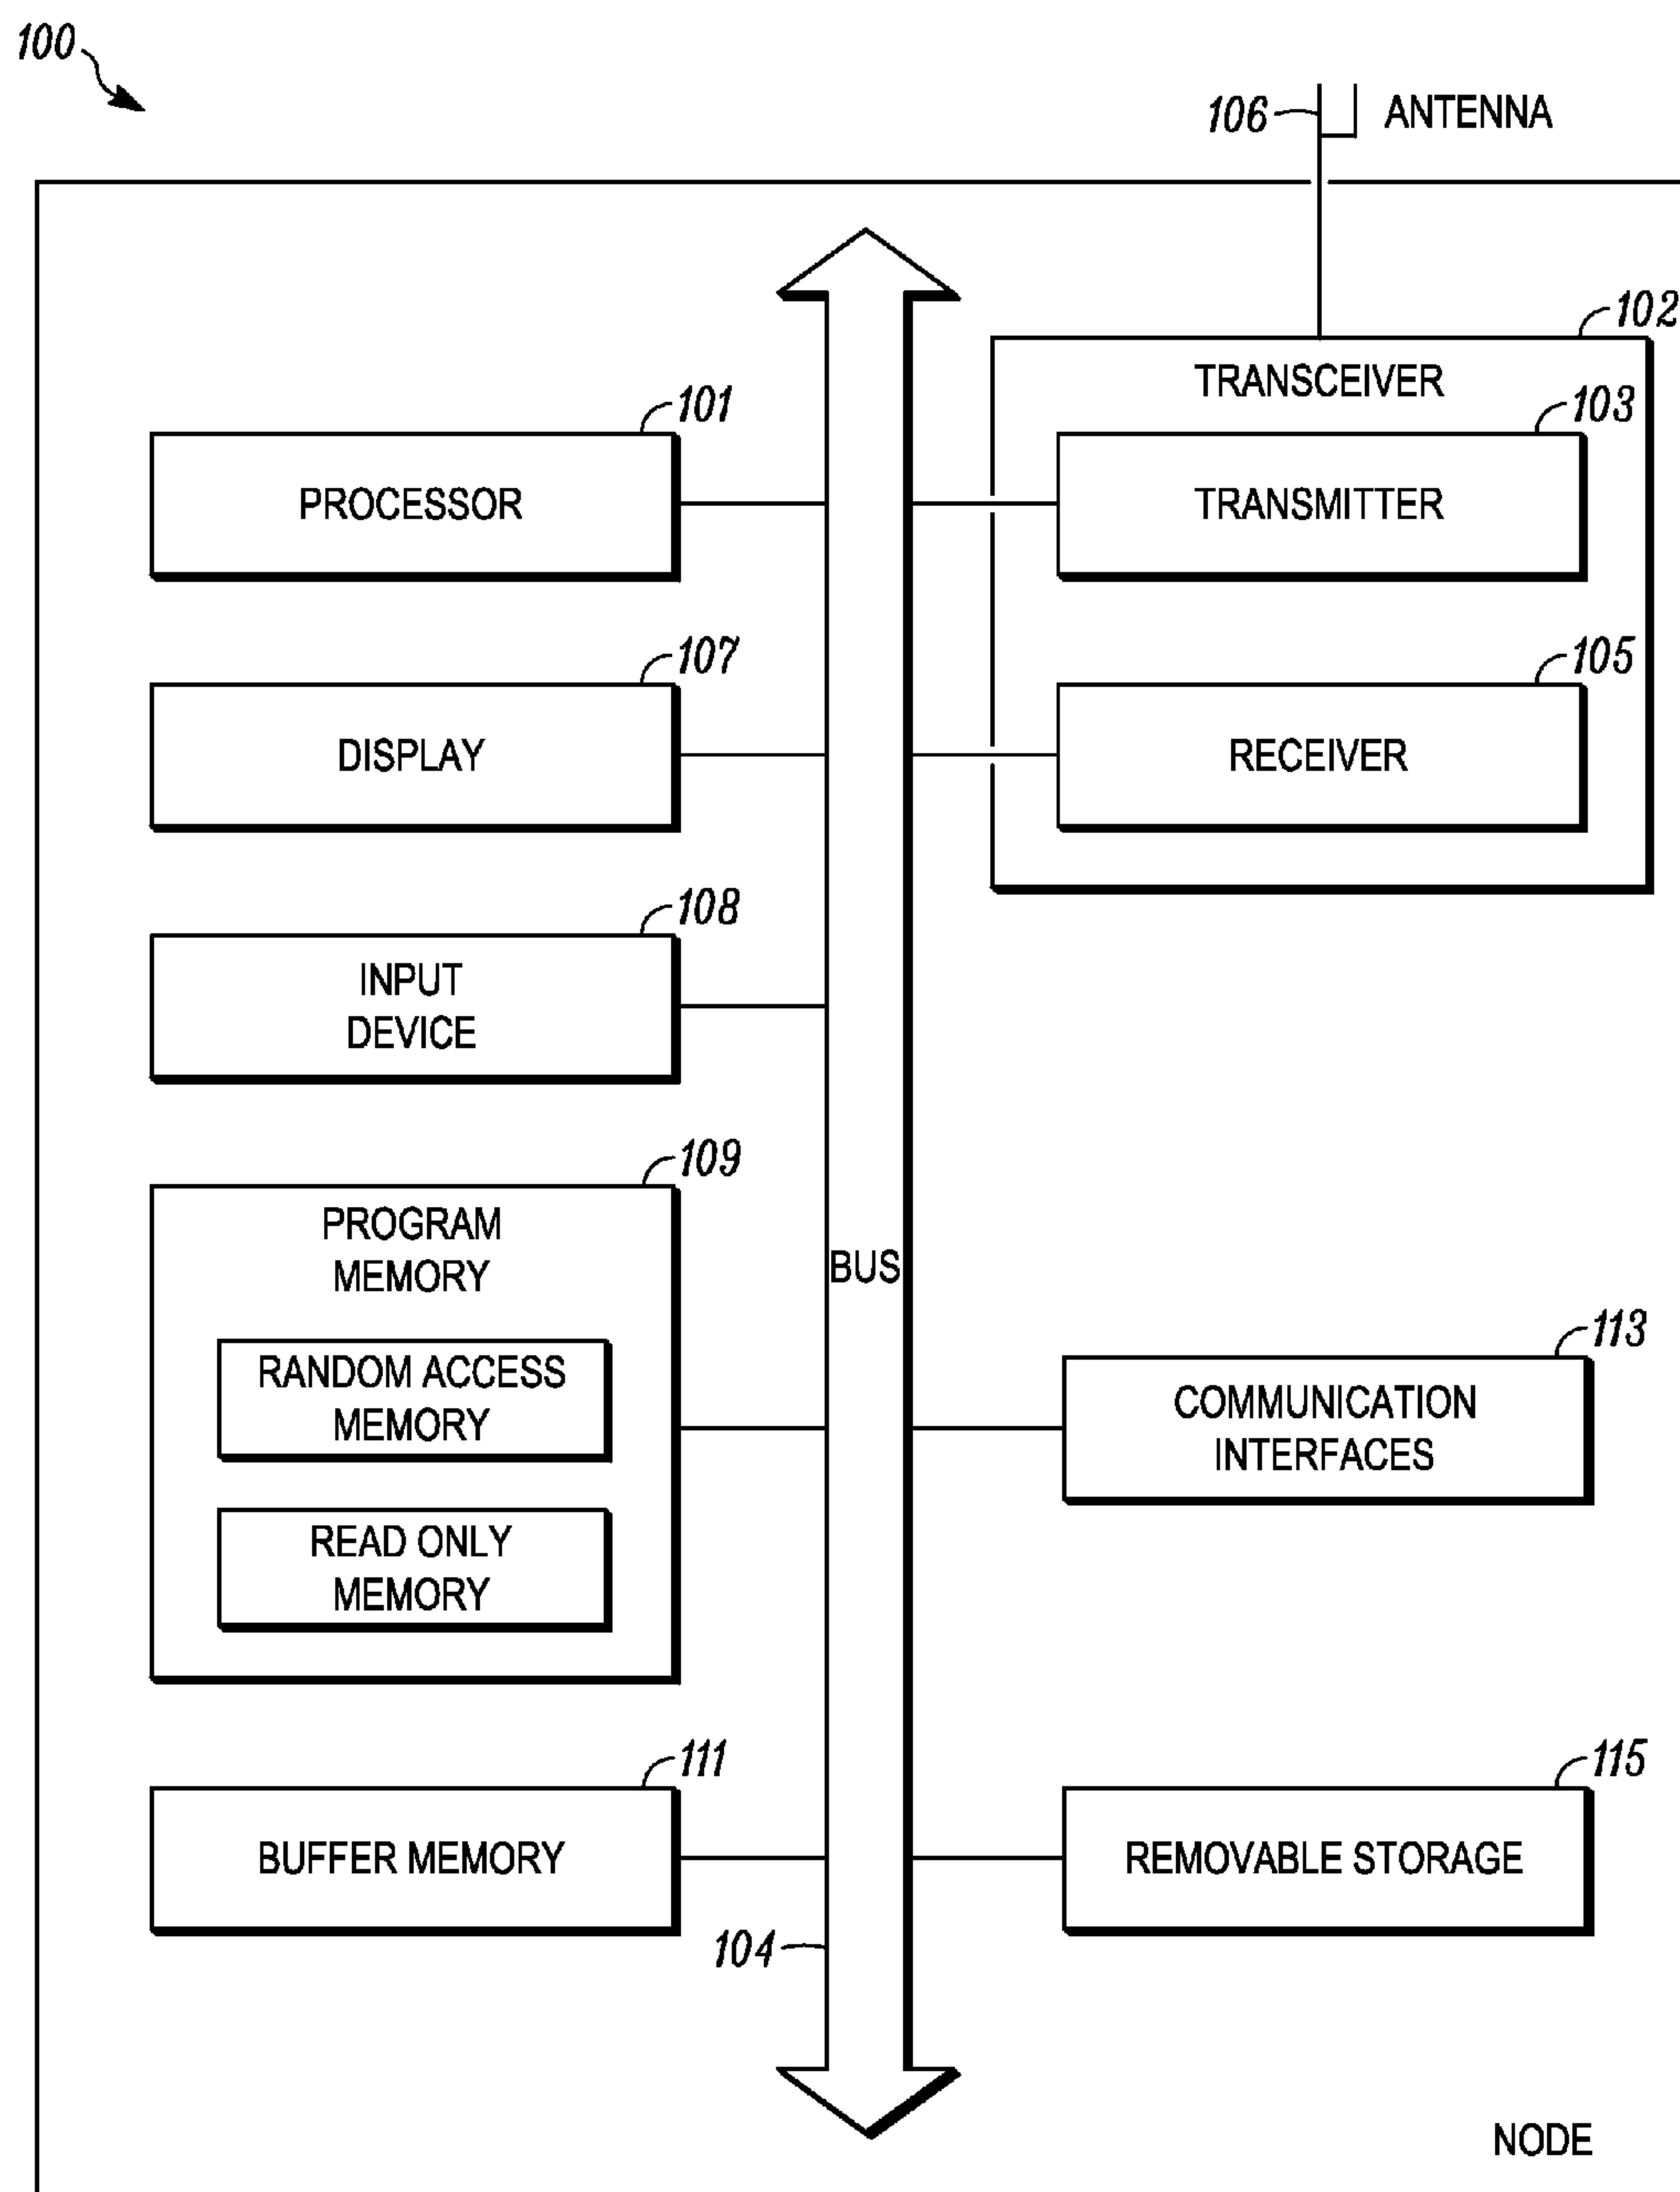 100
106
ANTENNA
102
TRANSCEIVER
101
103
PROCESSOR
TRANSMITTER
107
105
DISPLAY
RECEIVER
108
INPUT
DEVICE
109
PROGRAM
MEMORY
RANDOM ACCESS
MEMORY
READ ONLY
MEMORY
BUS
113
COMMUNICATION
INTERFACES
111
115
BUFFER MEMORY
REMOVABLE STORAGE
104
NODE